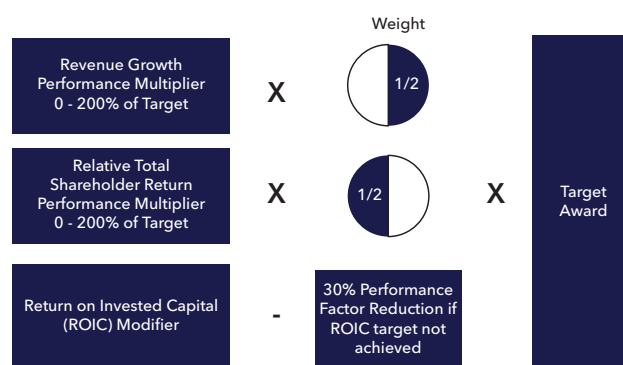 Weight
Revenue Growth
Performance Multiplier
0 - 200% of Target
X
1/2
Relative Total
Shareholder Return
Performance Multiplier
0 - 200% of Target
X
1/2
X
Target
Award
Return on Invested Capital
(ROIC) Modifier
-
30% Performance
Factor Reduction if
ROIC target not
achieved